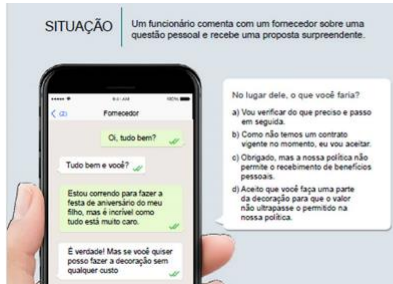 SITUAÇÃO
Um funcionário comenta com um fornecedor sobre uma
questão pessoal e recebe uma proposta surpreendente.
Fornecedor
Oi, tudo bem?
Tudo bem e você?
Estou correndo para fazer a
festa de aniversário do meu
filho, mas é incrível como
tudo está muito caro.
É verdade! Mas se você quiser
posso fazer a decoração sem
qualquer custo
No lugar dele, o que você faria?
a) Vou verificar do que preciso e passo
em seguida.
b) Como não temos um contrato
vigente no momento, eu vou aceitar.
c) Obrigado, mas a nossa política não
permite o recebimento de benefícios
pessoais.
d) Aceito que você faça uma parte
da decoração para que o valor
não ultrapasse o permitido na
nossa política.